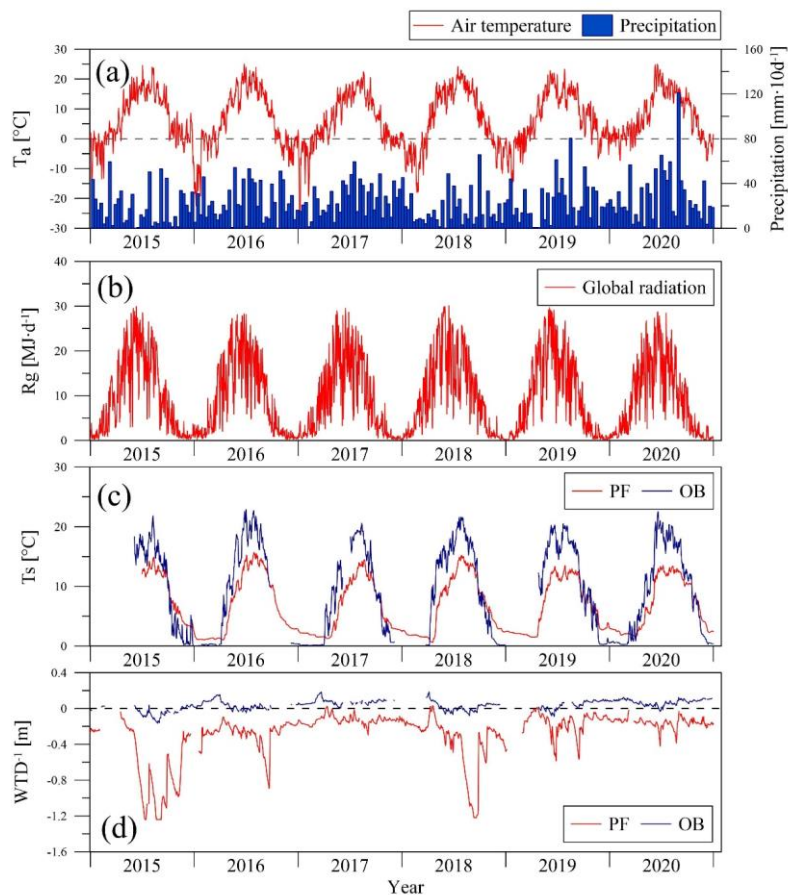 Air temperature Precipitation
(a)
Ta [°C]
30
20
10
0
-10
-20
-30
160
120
80
40
0
Precipitation [mm·10d⁻¹]
2015 2016 2017 2018 2019 2020
(b)
Global radiation
Rg [MJ·d⁻¹]
40
30
20
10
0
2015 2016 2017 2018 2019 2020
(c)
PF OB
Ts [°C]
30
20
10
0
2015 2016 2017 2018 2019 2020
0.4
0
-0.4
-0.8
-1.2
-1.6
WTD⁻¹ [m]
(d)
PF OB
2015 2016 2017 2018 2019 2020
Year